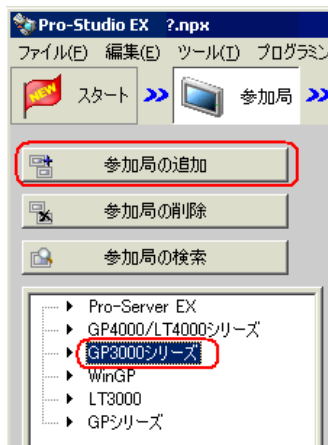 Pro-Studio EX ?.npx
ファイル(F) 編集(E) ツール(T) プログラミン
NEW スタート 参加局
参加局の追加
参加局の削除
参加局の検索
Pro-Server EX
GP4000/LT4000シリーズ
GP3000シリーズ
WinGP
LT3000
GPシリーズ